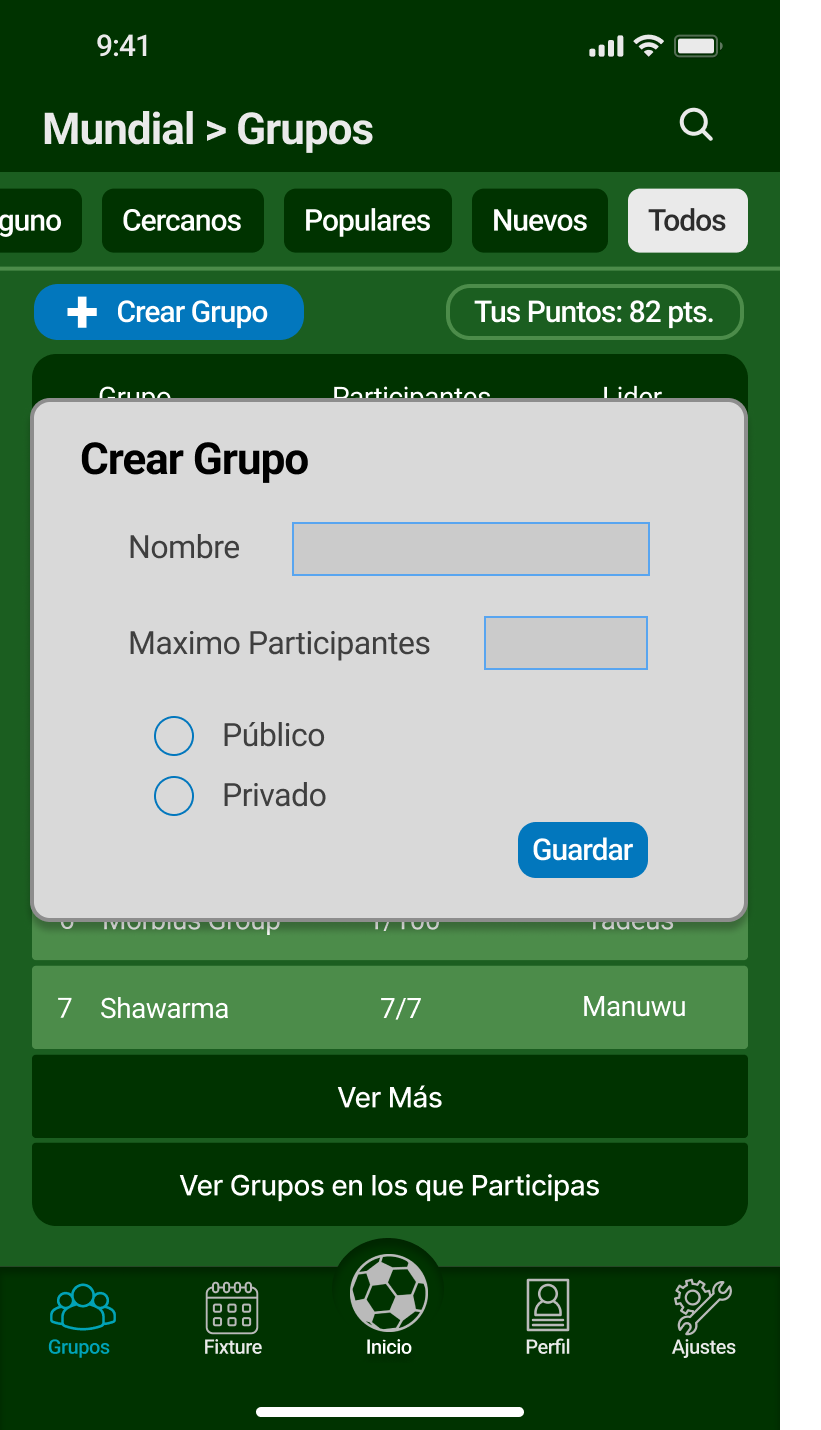 9:41
Mundial > Grupos
guno Cercanos Populares Nuevos Todos
Crear Grupo Tus Puntos: 82 pts.
Grupo Participantes Lider
Crear Grupo
Nombre
Maximo Participantes
Público
Privado
Guardar
6 Morbius Group 1/100 Tadeus
7 Shawarma 7/7 Manuwu
Ver Más
Ver Grupos en los que Participas
Grupos Fixture Inicio Perfil Ajustes